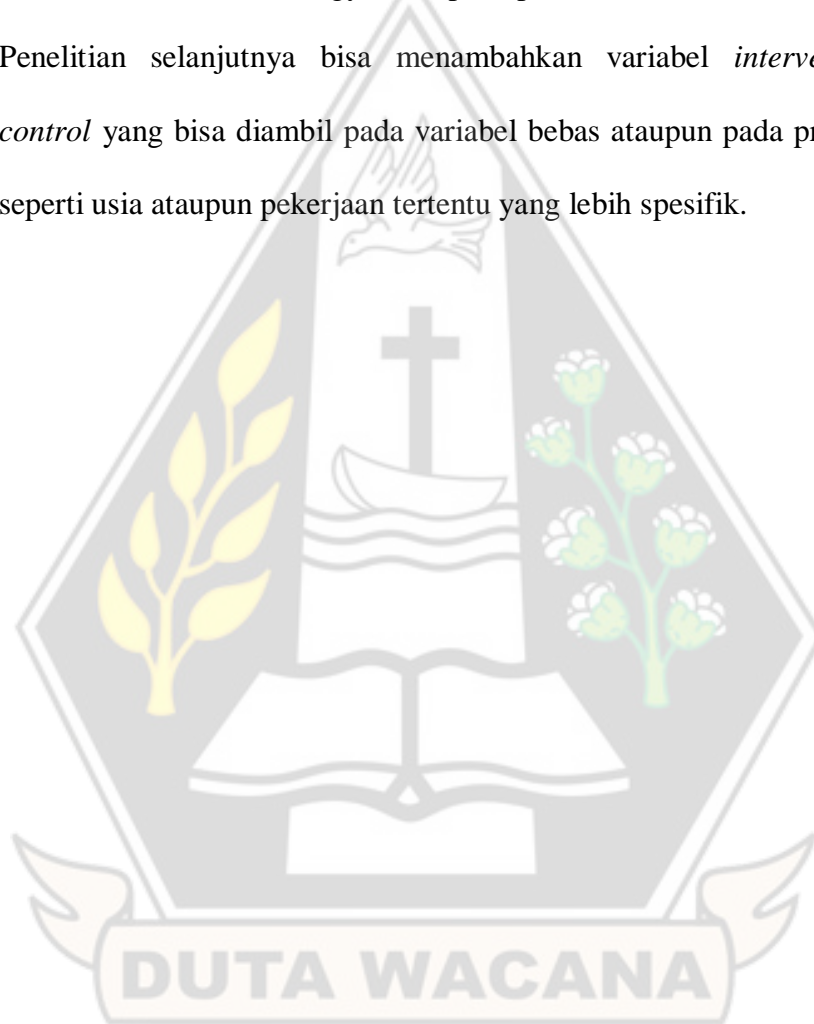 Penelitian selanjutnya bisa menambahkan variabel
control yang bisa diambil pada variabel bebas ataupun pada
seperti usia ataupun pekerjaan tertentu yang lebih spesifik.
DUTA WACANA